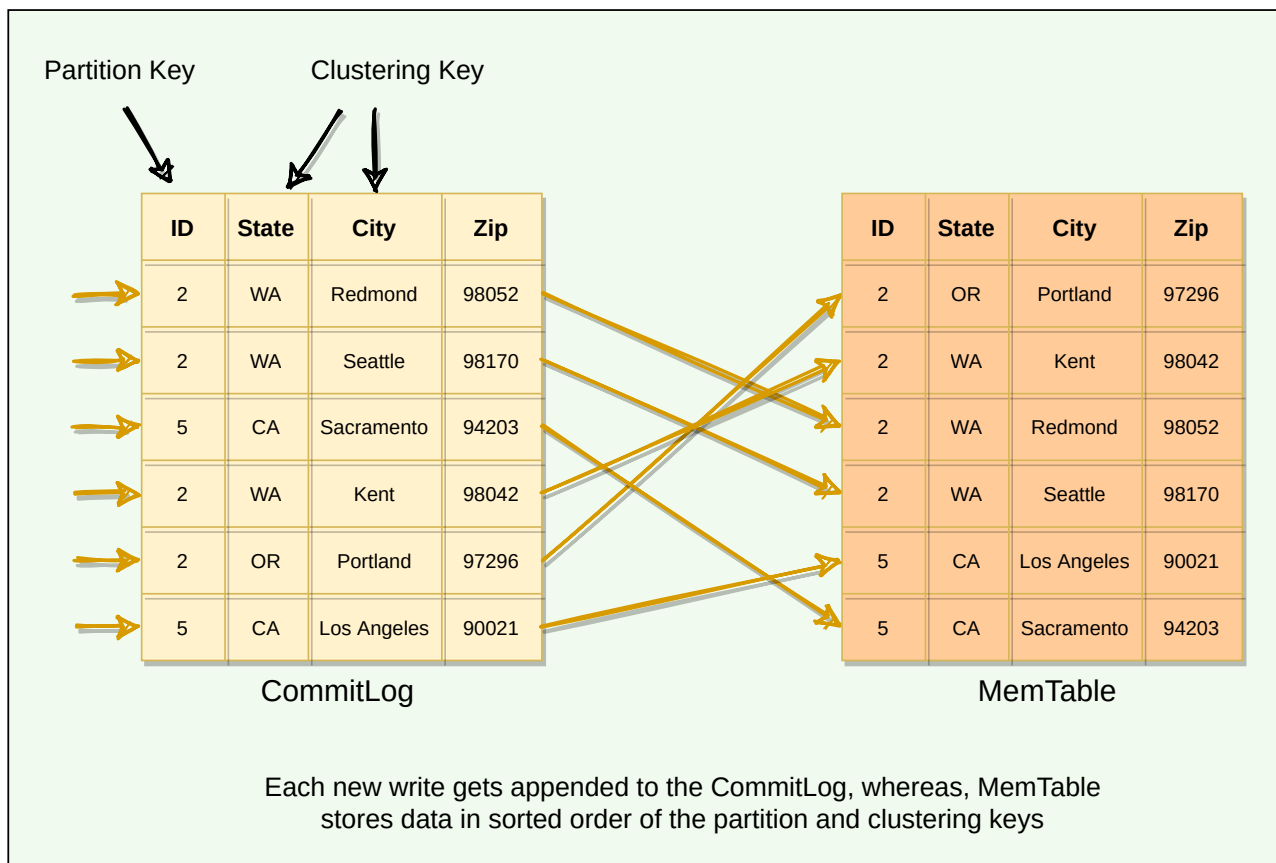 Partition Key Clustering Key
ID State City Zip
2 WA Redmond 98052
2 WA Seattle 98170
5 CA Sacramento 94203
2 WA Kent 98042
2 OR Portland 97296
5 CA Los Angeles 90021
CommitLog
ID State City Zip
2 OR Portland 97296
2 WA Kent 98042
2 WA Redmond 98052
2 WA Seattle 98170
5 CA Los Angeles 90021
5 CA Sacramento 94203
MemTable
Each new write gets appended to the CommitLog, whereas, MemTable
stores data in sorted order of the partition and clustering keys